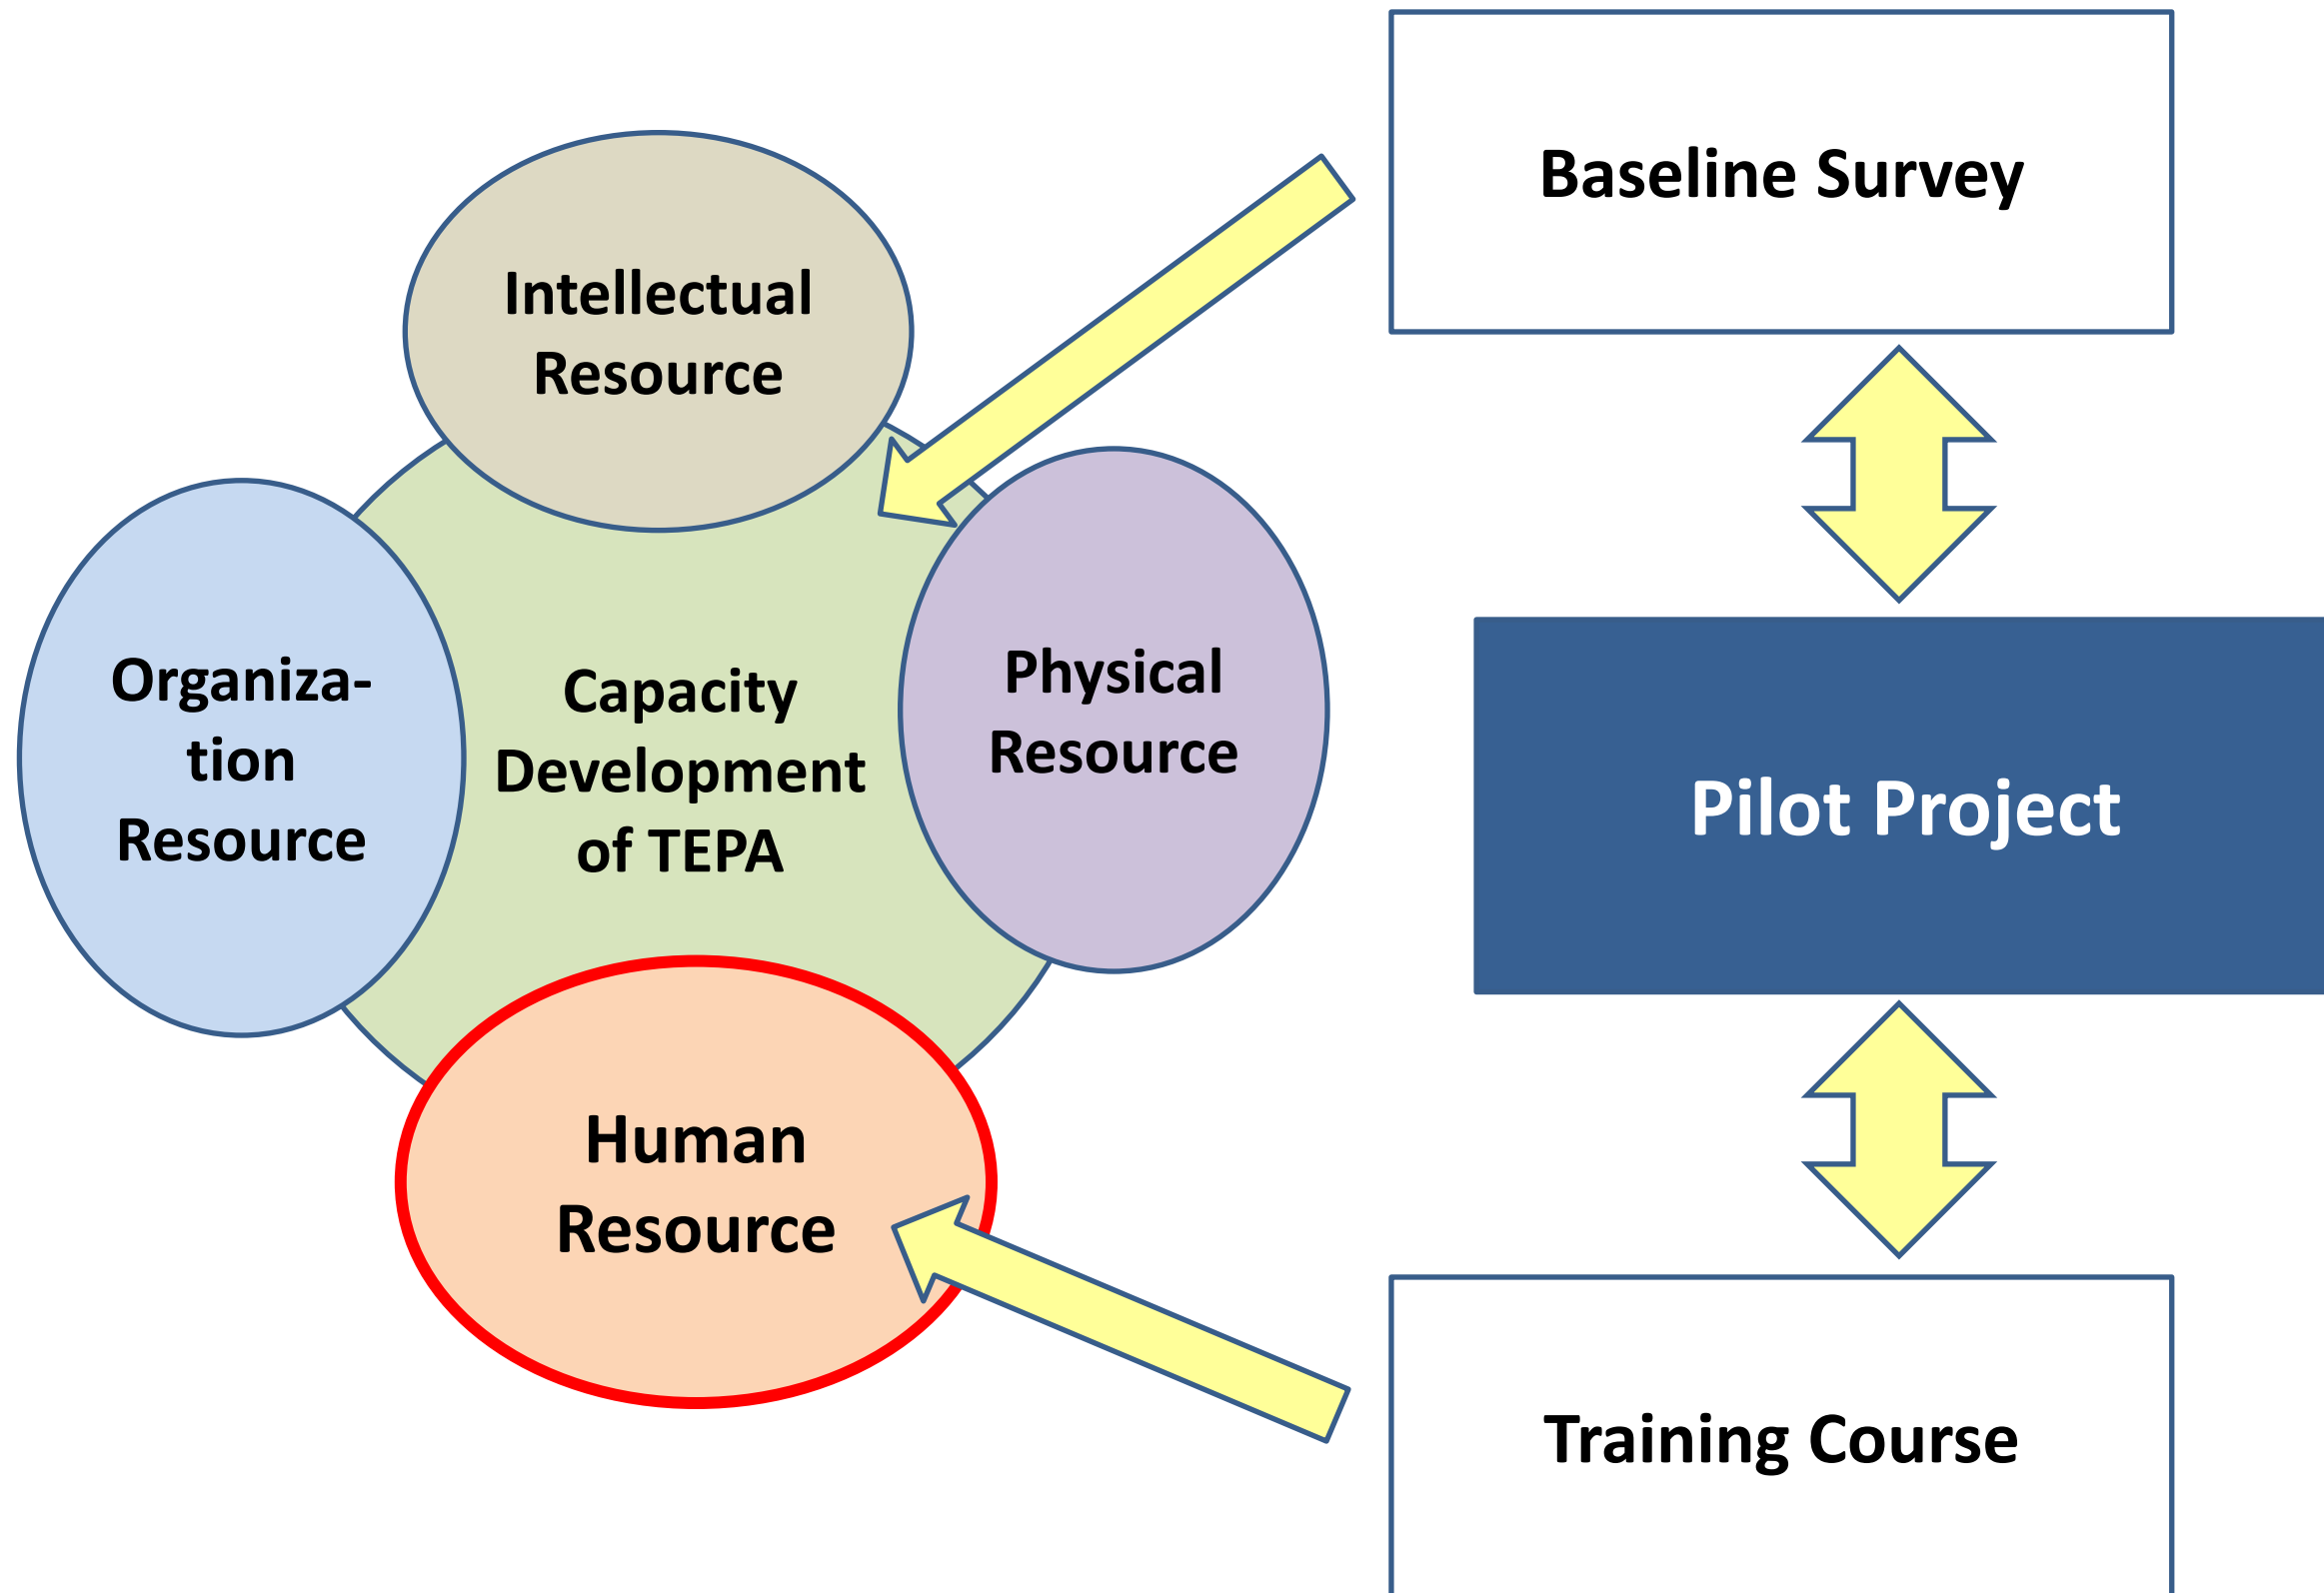 Baseline Survey
Intellectual
Resource
Organiza-
tion
Resource
Capacity
Development
of TEPA
Physical
Resource
Pilot Project
Human
Resource
Training Course